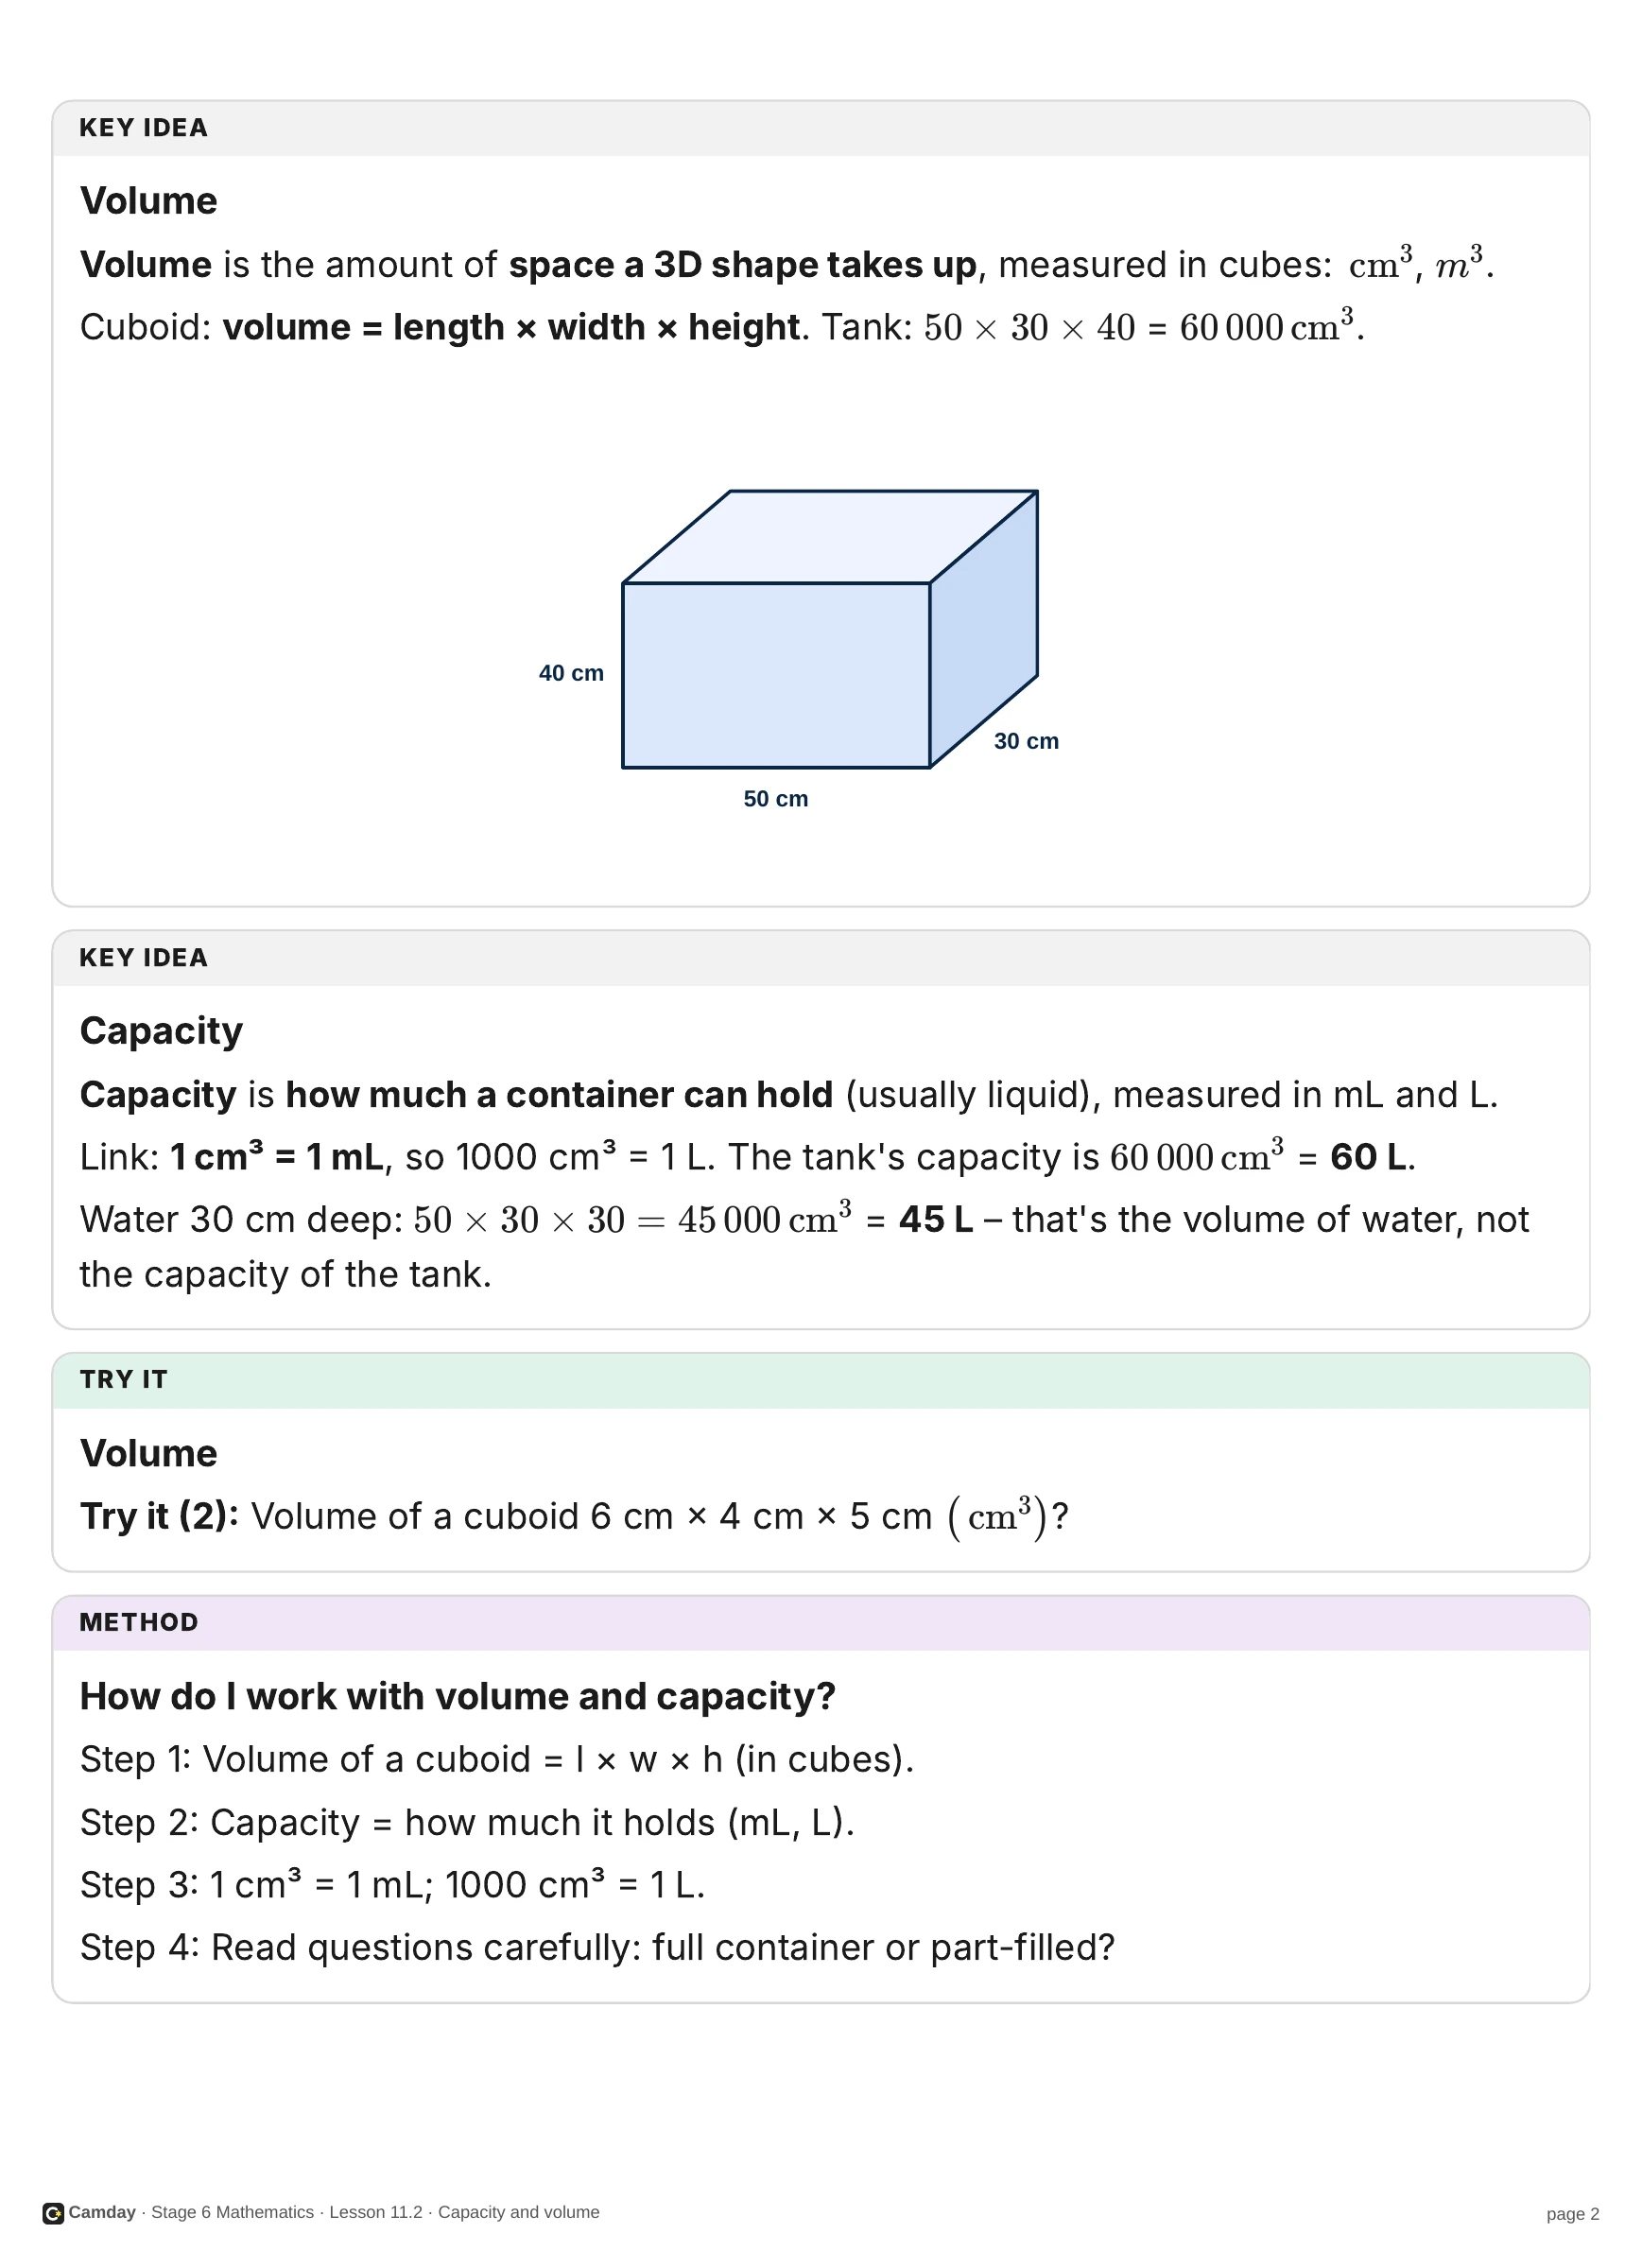 KEY IDEA
Volume
Volume is the amount of space a 3D shape takes up, measured in cubes: cm³, m³.
Cuboid: volume = length × width × height. Tank: 50 × 30 × 40 = 60 000 cm³.
40 cm
30 cm
50 cm
KEY IDEA
Capacity
Capacity is how much a container can hold (usually liquid), measured in mL and L.
Link: 1 cm³ = 1 mL, so 1000 cm³ = 1 L. The tank's capacity is 60 000 cm³ = 60 L.
Water 30 cm deep: 50 × 30 × 30 = 45 000 cm³ = 45 L – that's the volume of water, not
the capacity of the tank.
TRY IT
Volume
Try it (2): Volume of a cuboid 6 cm × 4 cm × 5 cm (cm³)?
METHOD
How do I work with volume and capacity?
Step 1: Volume of a cuboid = l × w × h (in cubes).
Step 2: Capacity = how much it holds (mL, L).
Step 3: 1 cm³ = 1 mL; 1000 cm³ = 1 L.
Step 4: Read questions carefully: full container or part-filled?
Camday · Stage 6 Mathematics · Lesson 11.2 · Capacity and volume
page 2